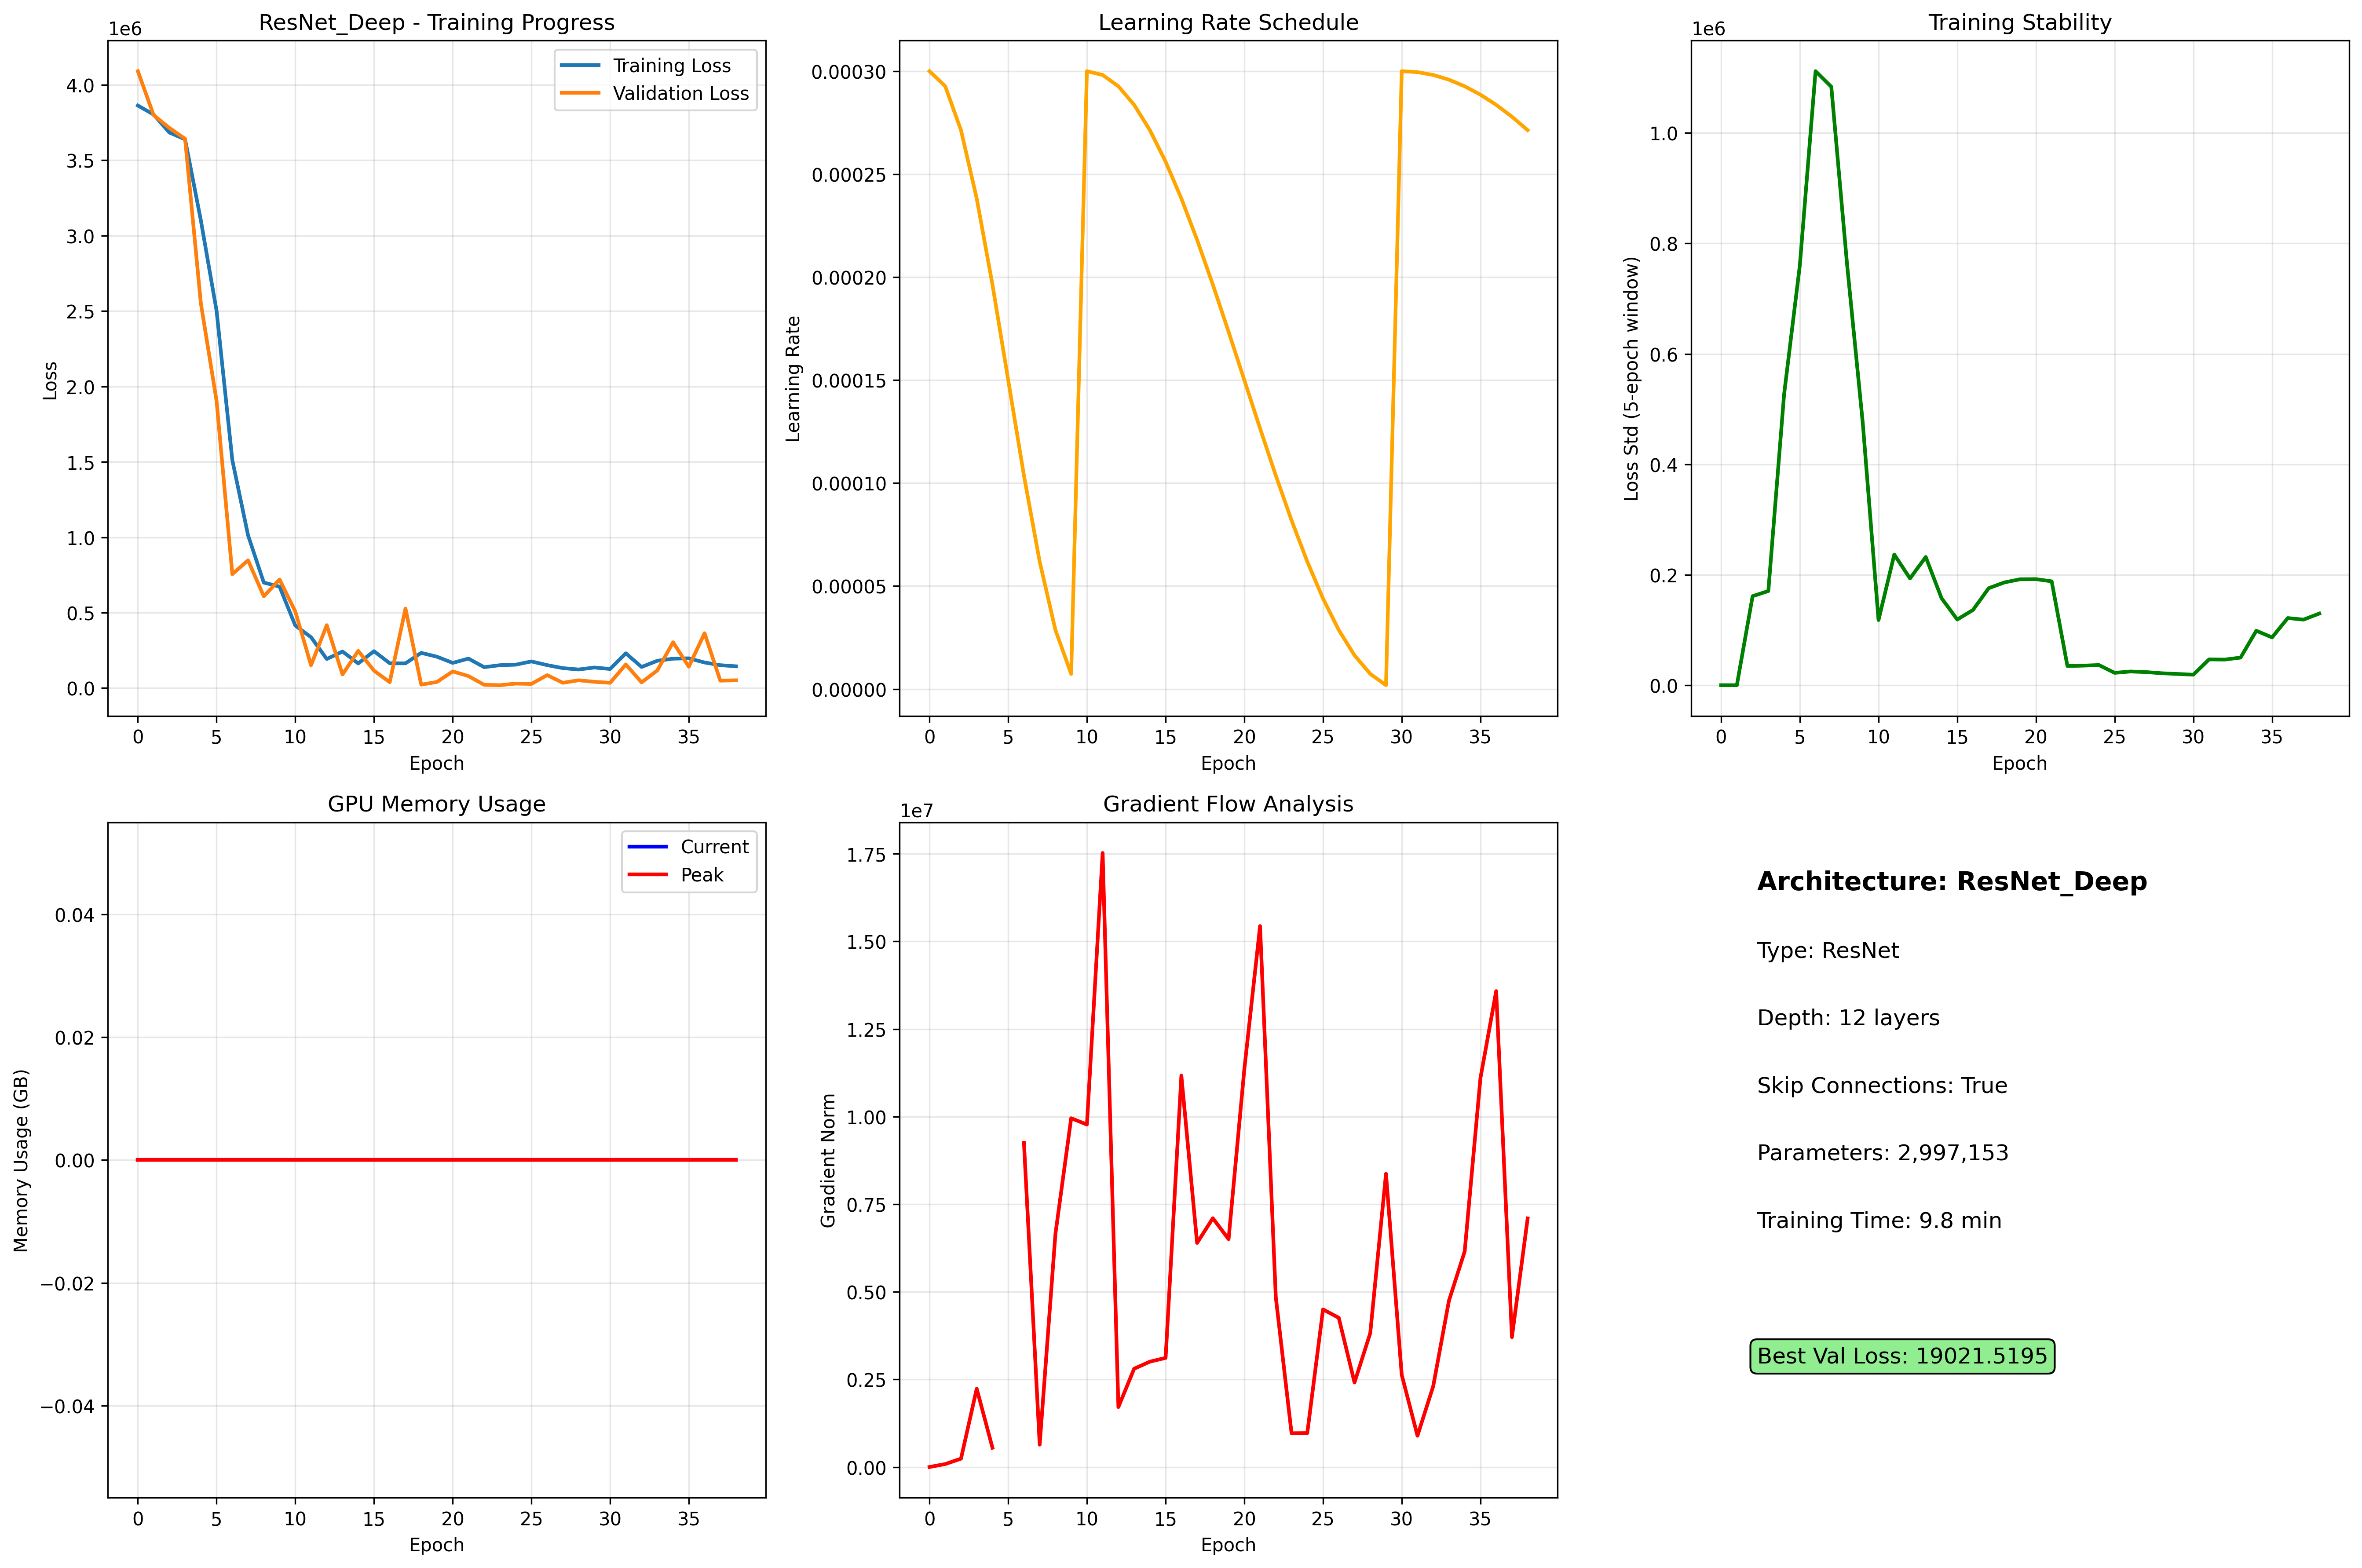 ResNet_Deep - Training Progress
1e6
Training Loss
Validation Loss
4.0
3.5
3.0
2.5
2.0
1.5
1.0
0.5
0.0
Loss
0 5 10 15 20 25 30 35
Epoch
Learning Rate Schedule
0.00030
0.00025
0.00020
0.00015
0.00010
0.00005
0.00000
Learning Rate
0 5 10 15 20 25 30 35
Epoch
Training Stability
1e6
1.0
0.8
0.6
0.4
0.2
0.0
Loss Std (5-epoch window)
0 5 10 15 20 25 30 35
Epoch
GPU Memory Usage
Current
Peak
0.04
0.02
0.00
−0.02
−0.04
Memory Usage (GB)
0 5 10 15 20 25 30 35
Epoch
Gradient Flow Analysis
1e7
1.75
1.50
1.25
1.00
0.75
0.50
0.25
0.00
Gradient Norm
0 5 10 15 20 25 30 35
Epoch
Architecture: ResNet_Deep
Type: ResNet
Depth: 12 layers
Skip Connections: True
Parameters: 2,997,153
Training Time: 9.8 min
Best Val Loss: 19021.5195